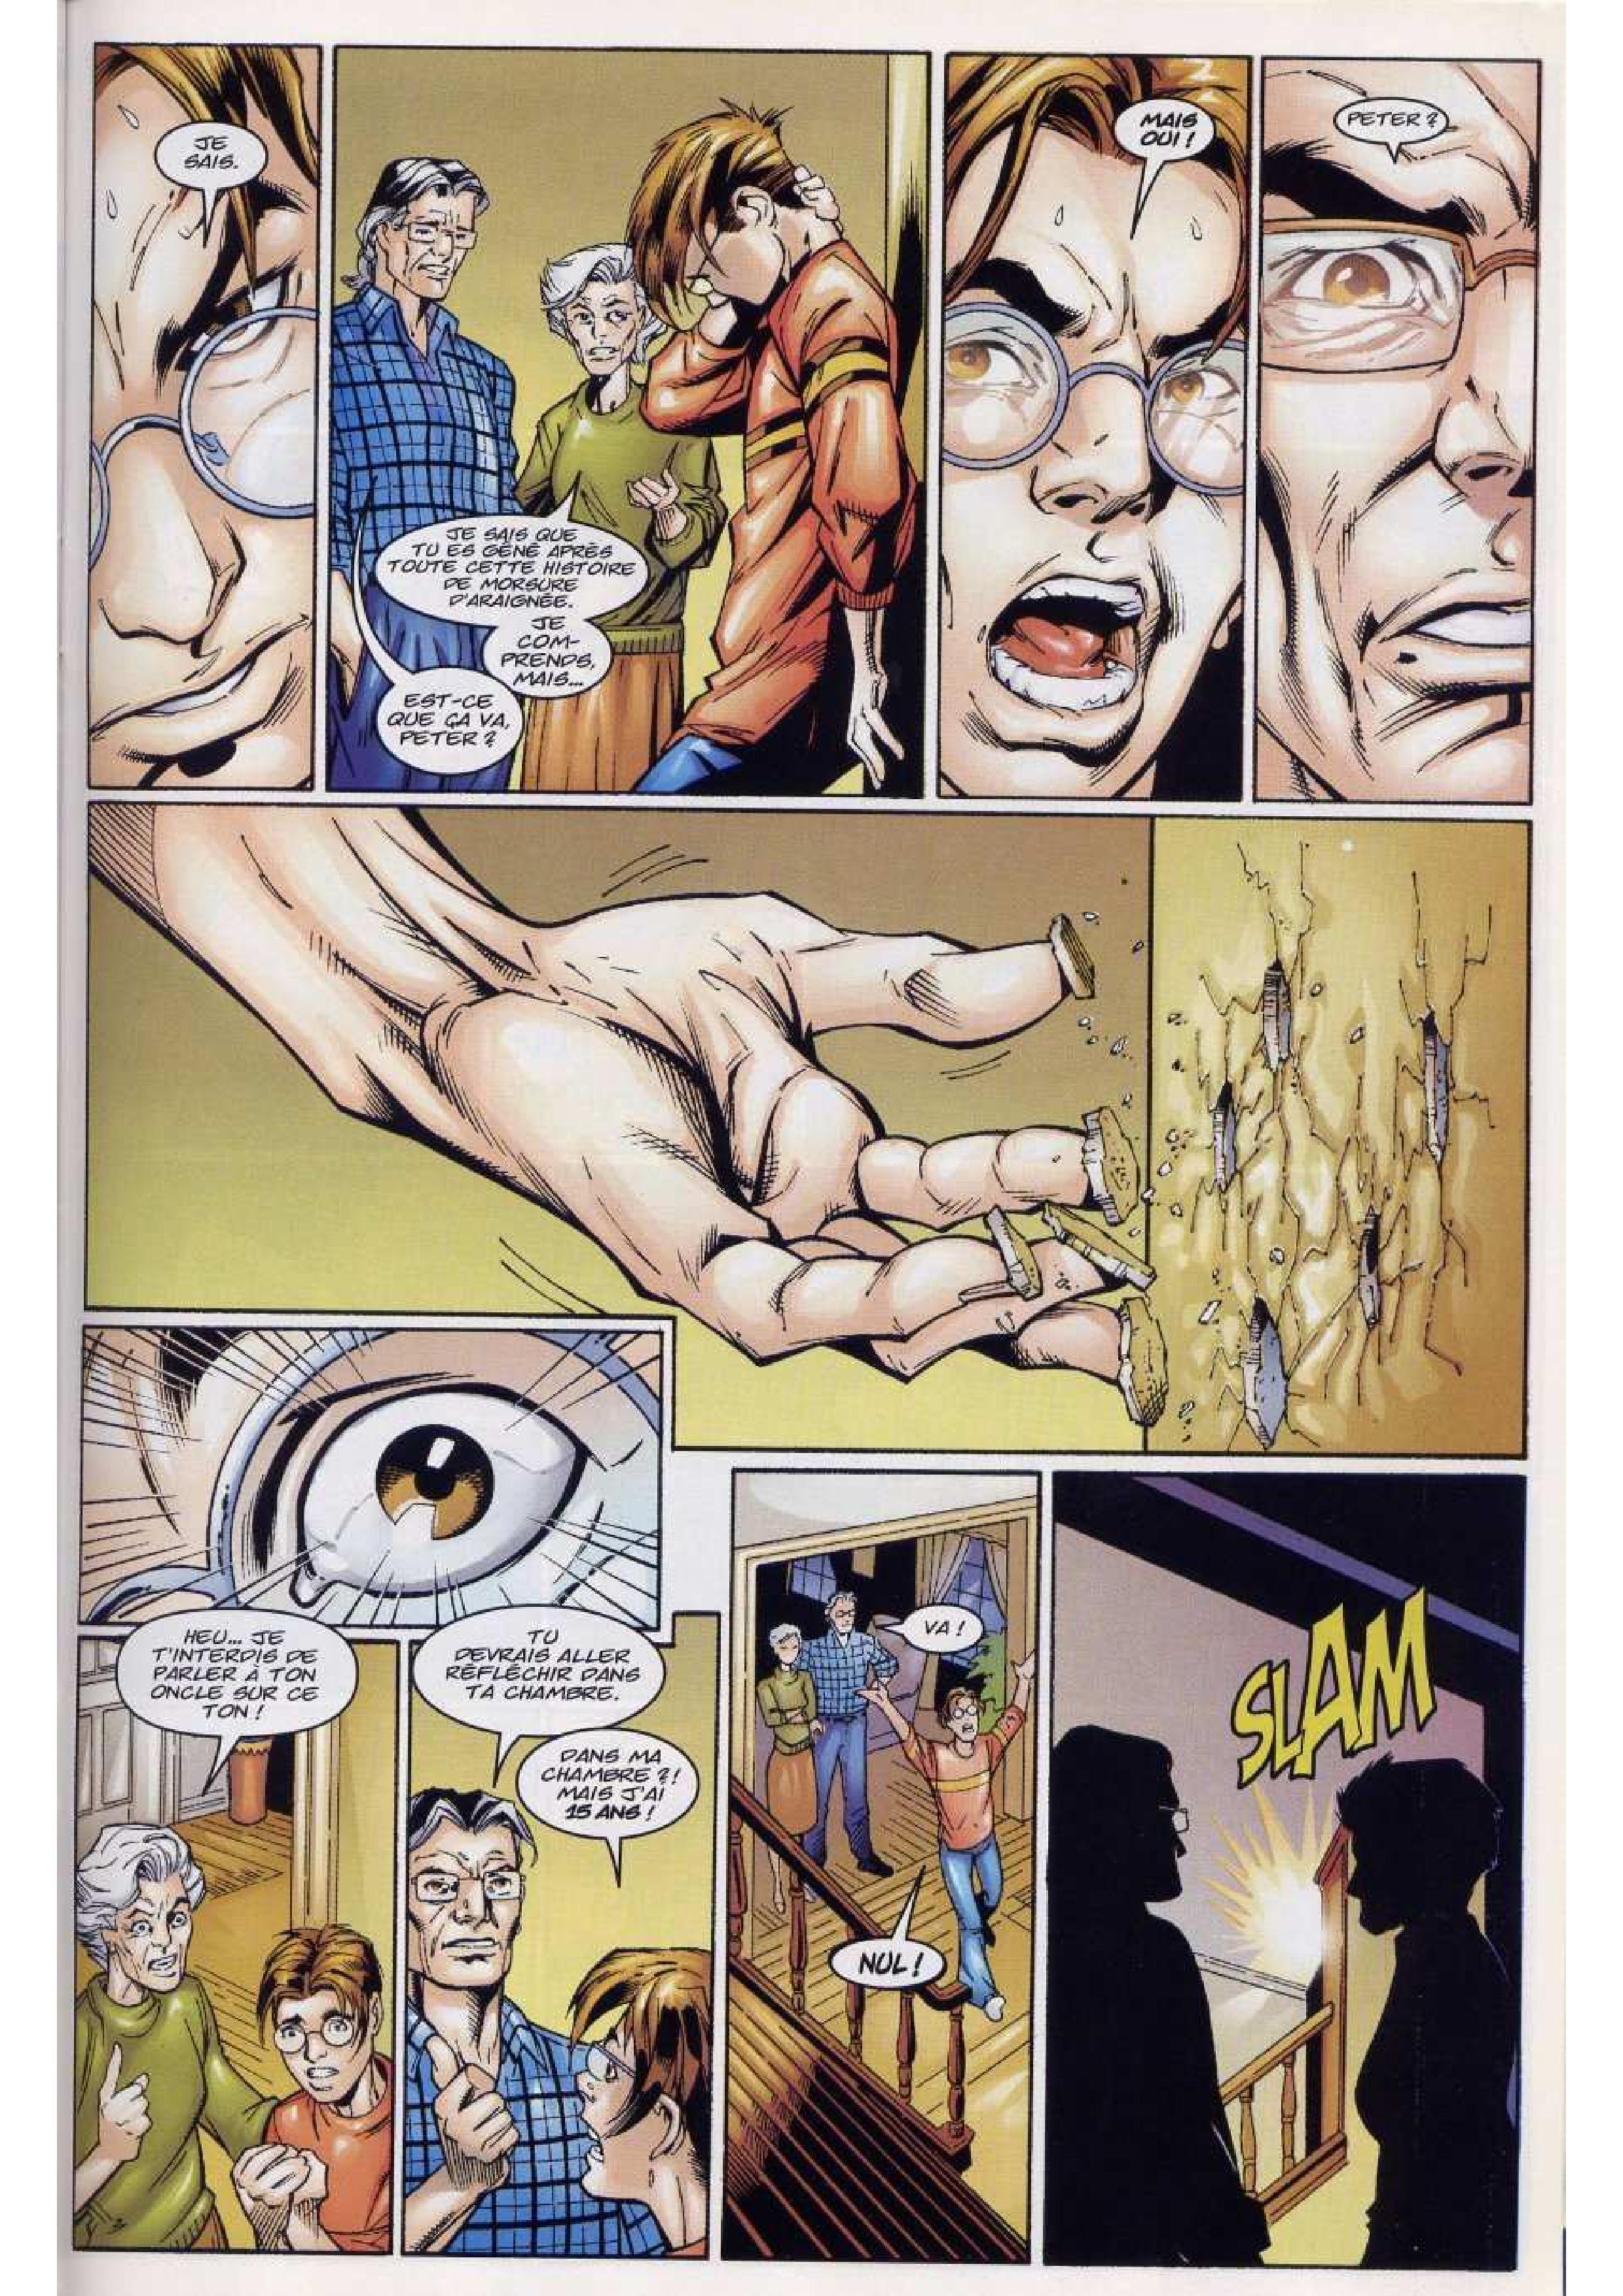 JE
SAIS.
JE SAIS QUE
TU ES GÊNÉ APRÈS
TOUTE CETTE HISTOIRE
DE MORSURE
D'ARAIGNÉE.
JE
COM-
PRENDS,
MAIS...
EST-CE
QUE ÇA VA,
PETER ?
MAIS
OUI !
PETER ?
HEU... JE
T'INTERDIS DE
PARLER À TON
ONCLE SUR CE
TON !
TU
DEVRAIS ALLER
RÉFLÉCHIR DANS
TA CHAMBRE.
DANS MA
CHAMBRE ?!
MAIS J'AI
15 ANS !
VA !
NUL !
SLAM